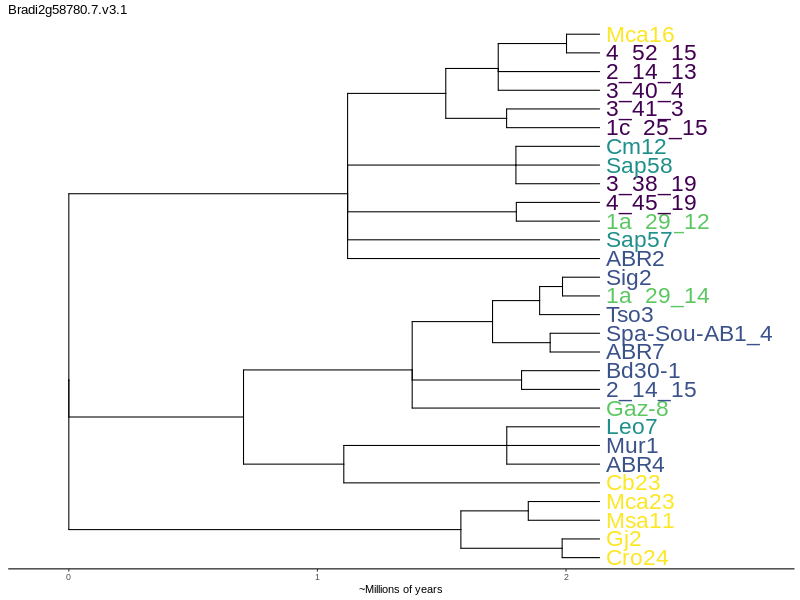 Bradi2g58780.7.v3.1
Mca16
4_52_15
2_14_13
3_40_4
3_41_3
1c_25_15
Cm12
Sap58
3_38_19
4_45_19
1a_29_12
Sap57
ABR2
Sig2
1a_29_14
Tso3
Spa-Sou-AB1_4
ABR7
Bd30-1
2_14_15
Gaz-8
Leo7
Mur1
ABR4
Cb23
Mca23
Msa11
Gj2
Cro24
0 1 2
~Millions of years